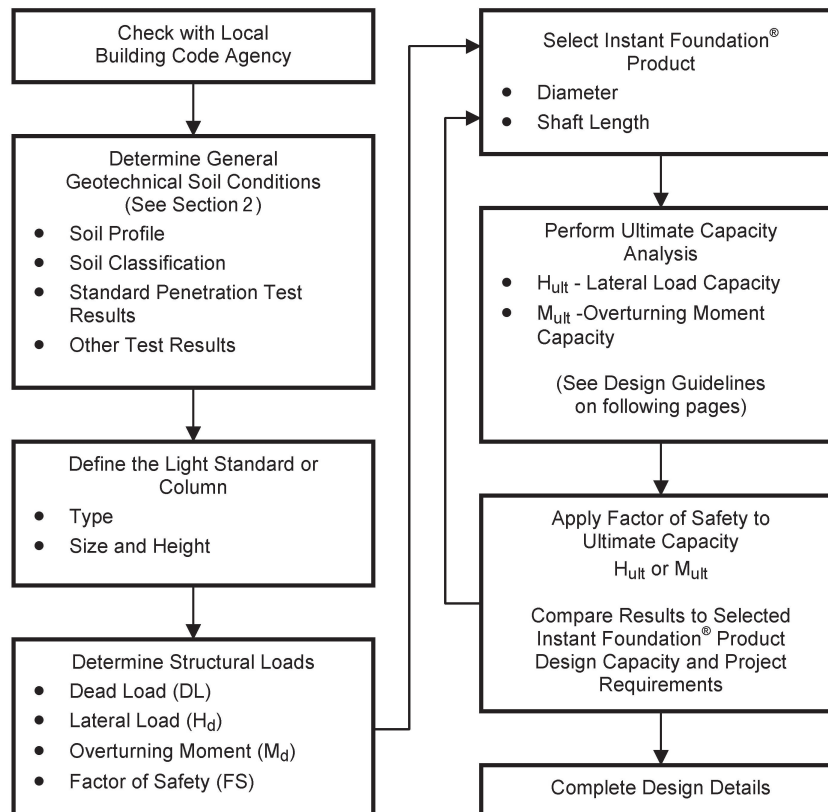 Check with Local
Building Code Agency
Determine General
Geotechnical Soil Conditions
(See Section 2)
● Soil Profile
● Soil Classification
● Standard Penetration Test
Results
● Other Test Results
Define the Light Standard or
Column
● Type
● Size and Height
Determine Structural Loads
● Dead Load (DL)
● Lateral Load (Hd)
● Overturning Moment (Md)
● Factor of Safety (FS)
Select Instant Foundation®
Product
● Diameter
● Shaft Length
Perform Ultimate Capacity
Analysis
● Hult - Lateral Load Capacity
● Mult -Overturning Moment
Capacity
(See Design Guidelines
on following pages)
Apply Factor of Safety to
Ultimate Capacity
Hult or Mult
Compare Results to Selected
Instant Foundation® Product
Design Capacity and Project
Requirements
Complete Design Details